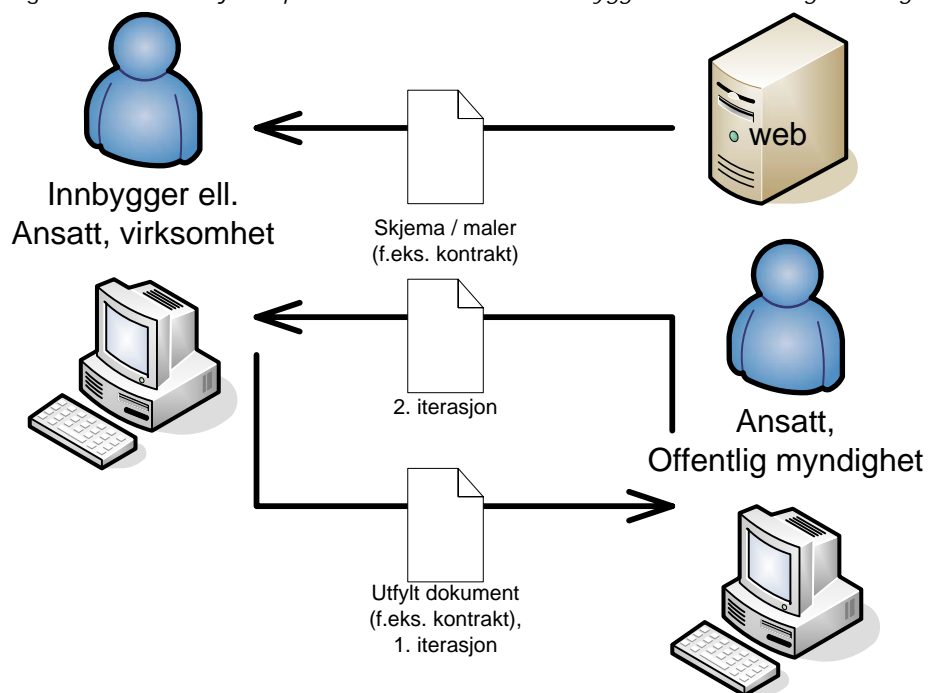 web
Innbygger ell.
Ansatt, virksomhet
Skjema / maler
(f.eks. kontrakt)
2. iterasjon
Ansatt,
Offentlig myndighet
Utfylt dokument
(f.eks. kontrakt),
1. iterasjon